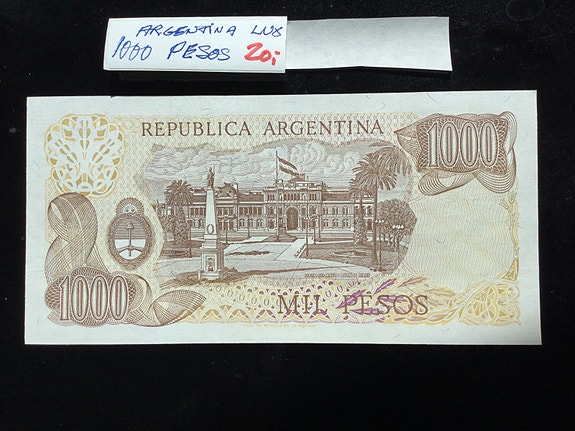 ARGENTINA LUX
1000 PESOS 20;
REPUBLICA ARGENTINA
1000
1000
MIL PESOS